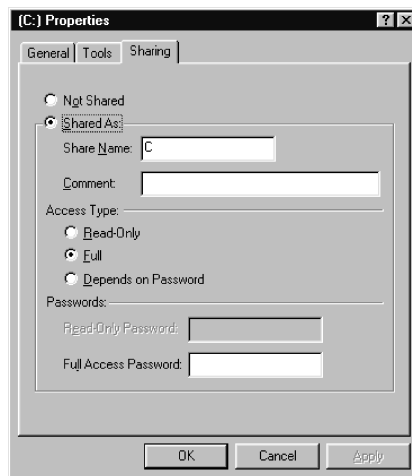 (C:) Properties
General Tools Sharing
Not Shared
Shared As:
Share Name: C
Comment:
Access Type:
Read-Only
Full
Depends on Password
Passwords:
Read-Only Password:
Full Access Password:
OK Cancel Apply